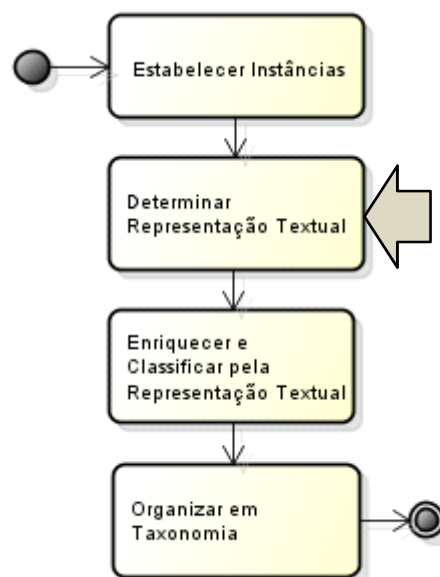 Estabelecer Instâncias
Determinar
Representação Textual
Enriquecer e
Classificar pela
Representação Textual
Organizar em
Taxonomia